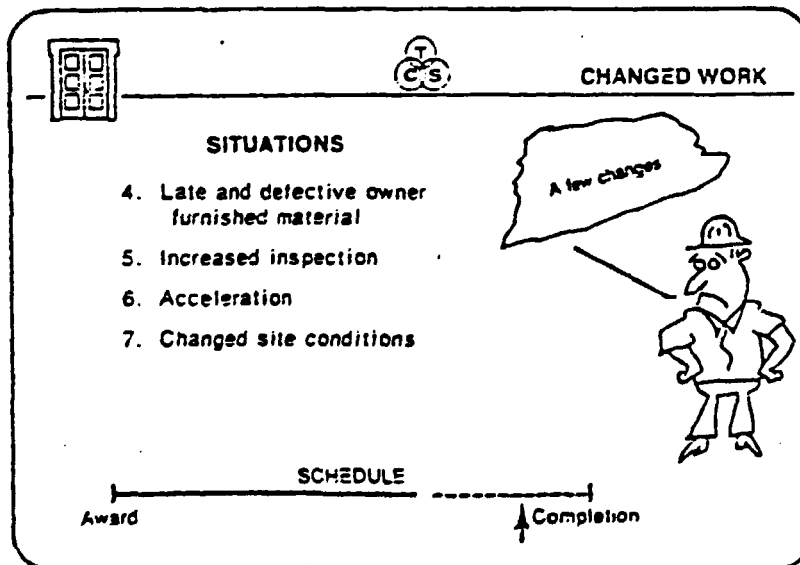 T
C S
CHANGED WORK
SITUATIONS
4. Late and defective owner
furnished material
5. Increased inspection
6. Acceleration
7. Changed site conditions
A few changes
SCHEDULE
Award
Completion